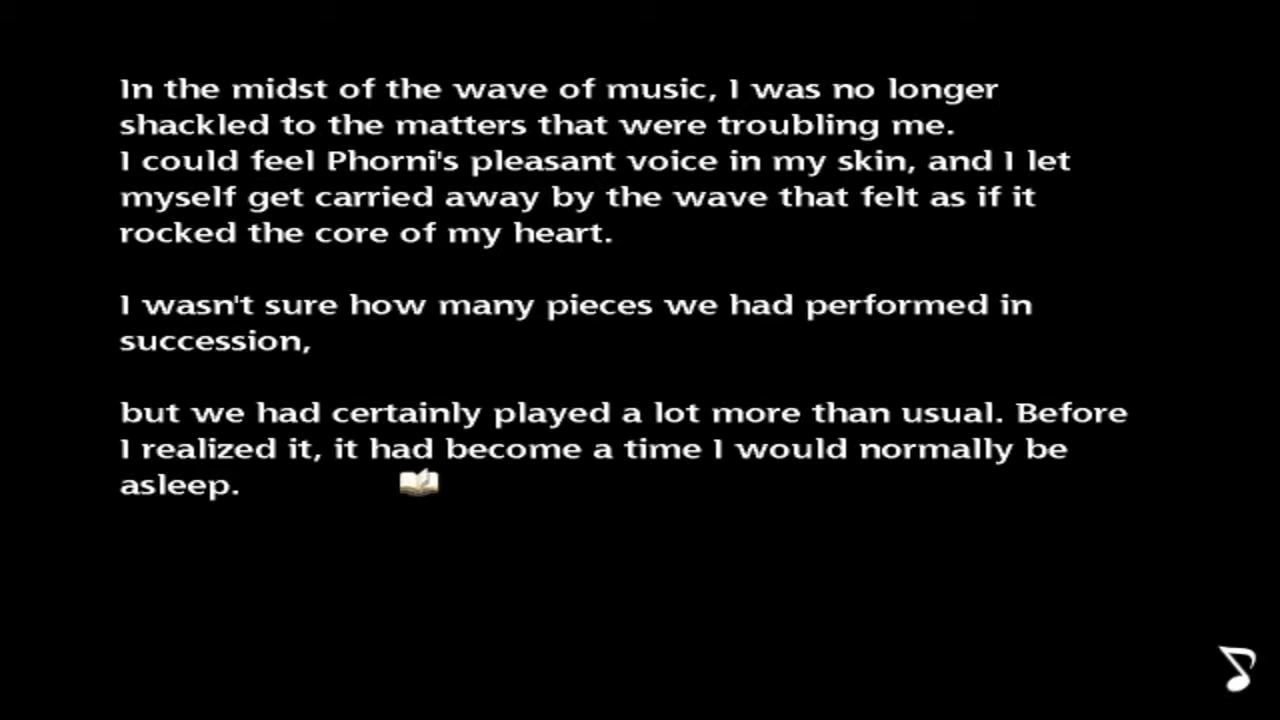 In the midst of the wave of music, I was no longer
shackled to the matters that were troubling me.
I could feel Phorni's pleasant voice in my skin, and I let
myself get carried away by the wave that felt as if it
rocked the core of my heart.
I wasn't sure how many pieces we had performed in
succession,
but we had certainly played a lot more than usual. Before
I realized it, it had become a time I would normally be
asleep.